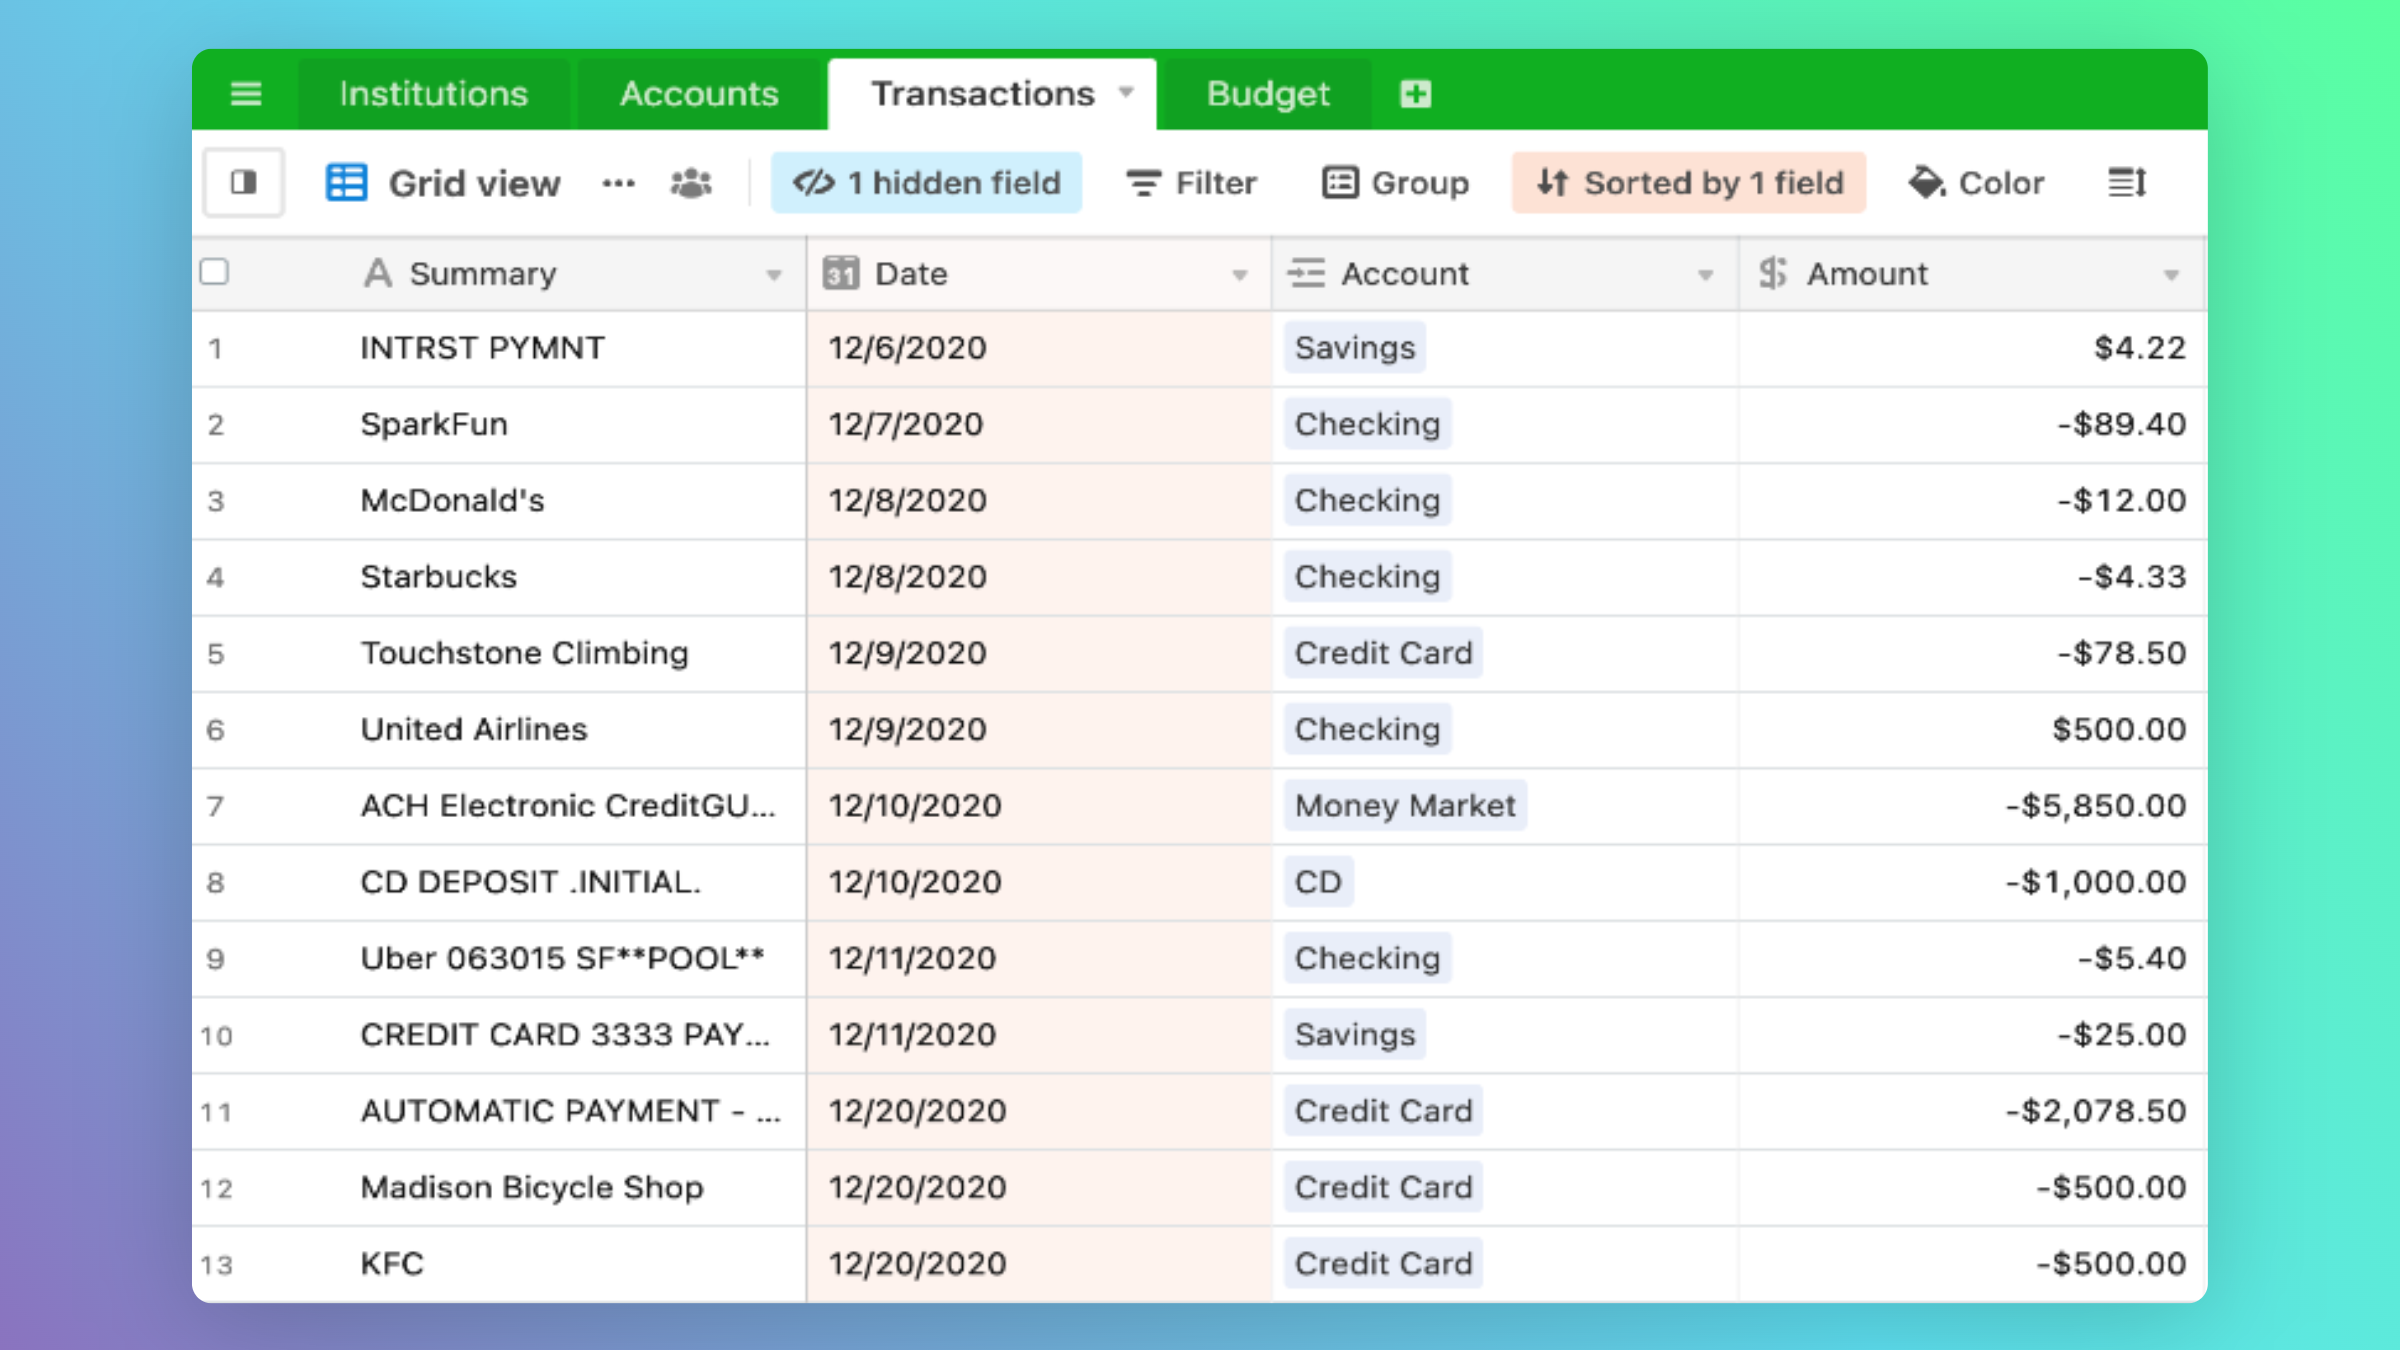 Institutions Accounts Transactions Budget
Grid view 1 hidden field Filter Group Sorted by 1 field Color
Summary 31 Date Account Amount
1 INTRST PYMNT 12/6/2020 Savings $4.22
2 SparkFun 12/7/2020 Checking -$89.40
3 McDonald's 12/8/2020 Checking -$12.00
4 Starbucks 12/8/2020 Checking -$4.33
5 Touchstone Climbing 12/9/2020 Credit Card -$78.50
6 United Airlines 12/9/2020 Checking $500.00
7 ACH Electronic CreditGU... 12/10/2020 Money Market -$5,850.00
8 CD DEPOSIT .INITIAL. 12/10/2020 CD -$1,000.00
9 Uber 063015 SF**POOL** 12/11/2020 Checking -$5.40
10 CREDIT CARD 3333 PAY... 12/11/2020 Savings -$25.00
11 AUTOMATIC PAYMENT - ... 12/20/2020 Credit Card -$2,078.50
12 Madison Bicycle Shop 12/20/2020 Credit Card -$500.00
13 KFC 12/20/2020 Credit Card -$500.00